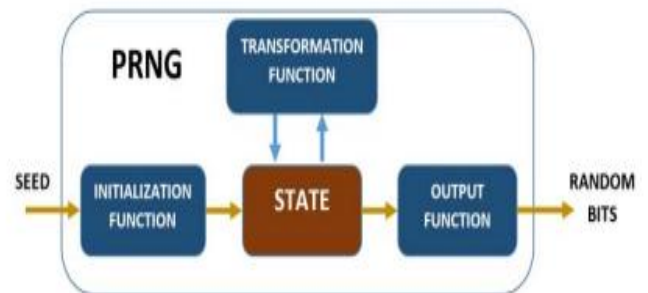 PRNG
TRANSFORMATION
FUNCTION
SEED
INITIALIZATION
FUNCTION
STATE
OUTPUT
FUNCTION
RANDOM
BITS